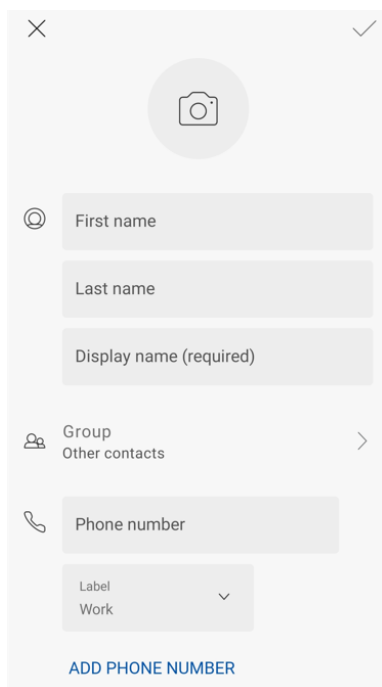 First name
Last name
Display name (required)
Group
Other contacts
Phone number
Label
Work
ADD PHONE NUMBER